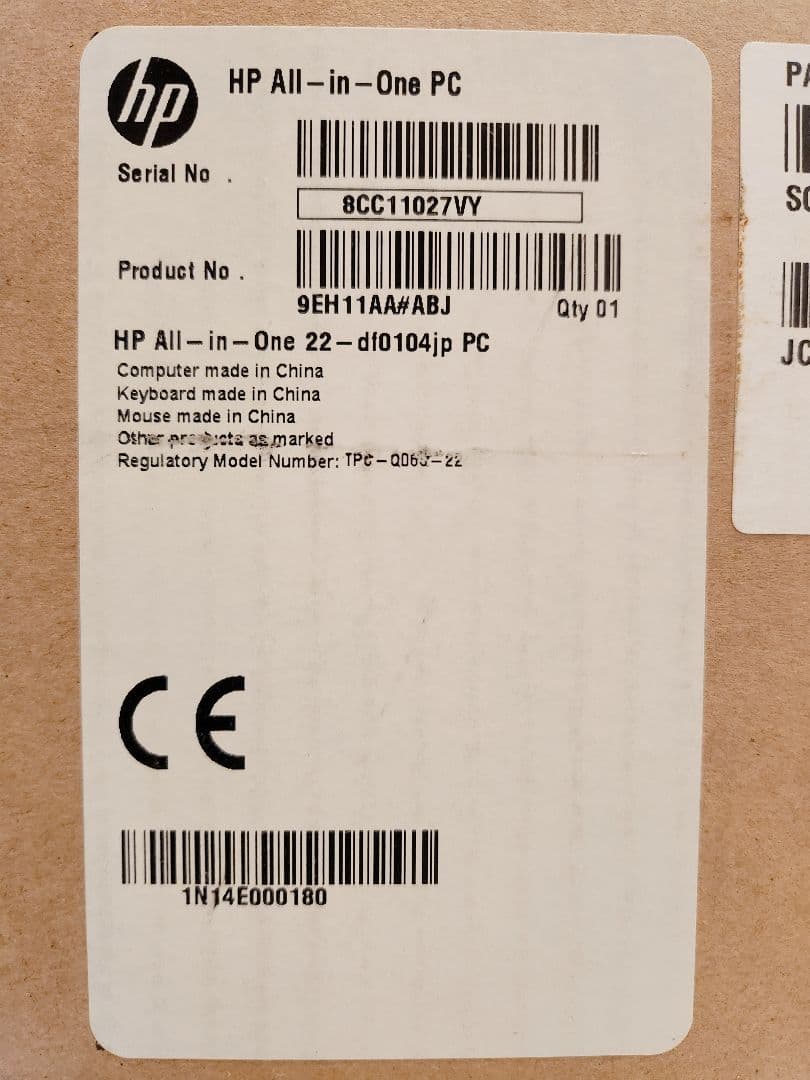 hp
HP All-in-One PC
Serial No .
8CC11027VY
Product No .
9EH11AA#ABJ Qty 01
HP All-in-One 22-df0104jp PC
Computer made in China
Keyboard made in China
Mouse made in China
Other products as marked
Regulatory Model Number:
CE
1N14E000180